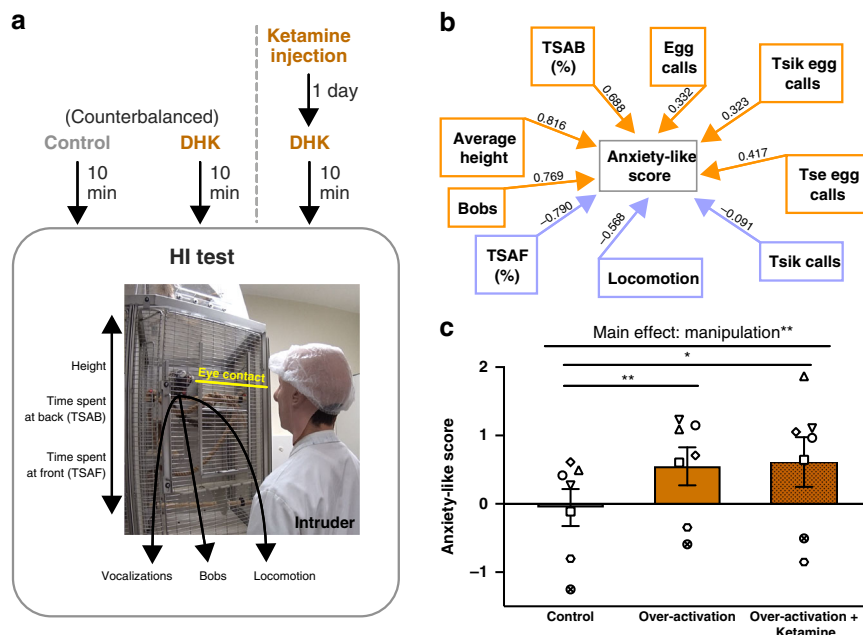 a
Ketamine
injection
1 day
(Counterbalanced)
Control
DHK
DHK
10
min
10
min
10
min
HI test
Height
Time spent
at back (TSAB)
Time spent
at front (TSAF)
Eye contact
Intruder
Vocalizations
Bobs
Locomotion
b
TSAB
(%)
Egg
calls
Tsik egg
calls
Average
height
Anxiety-like
score
Tse egg
calls
Bobs
TSAF
(%)
Locomotion
Tsik calls
0.688
0.332
0.323
0.816
0.417
0.769
−0.790
−0.568
−0.091
c
Main effect: manipulation**
*
**
Anxiety-like score
2
1
0
−1
Control
Over-activation
Over-activation +
Ketamine